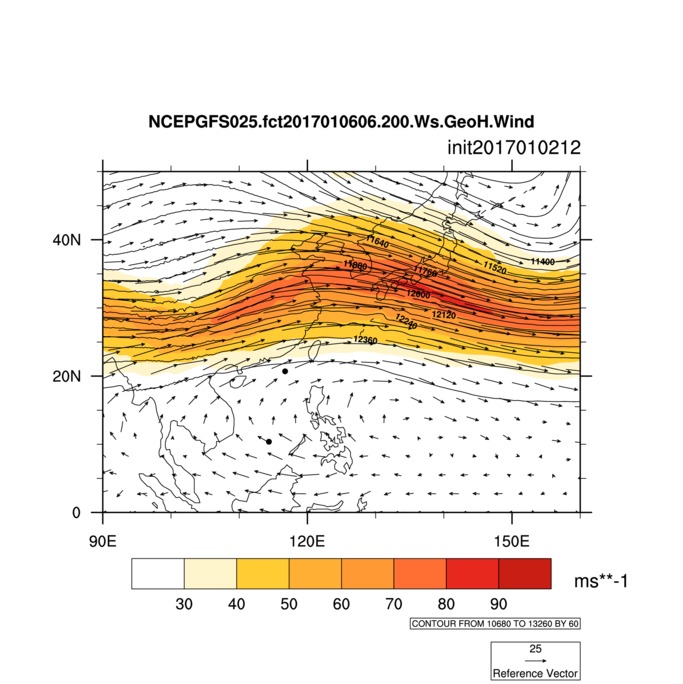 NCEPGFS025.fct2017010606.200.Ws.GeoH.Wind
init2017010212
40N
20N
0
11640
11880
11760
11520
11400
12000
12120
12240
12360
90E
120E
150E
30 40 50 60 70 80 90
ms**-1
CONTOUR FROM 10680 TO 13260 BY 60
25
Reference Vector